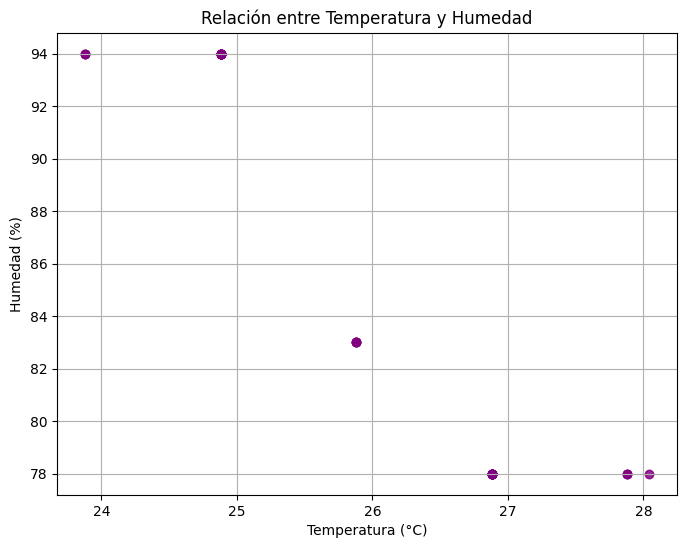 Relación entre Temperatura y Humedad
94
92
90
88
86
84
82
80
78
Humedad (%)
24 25 26 27 28
Temperatura (°C)